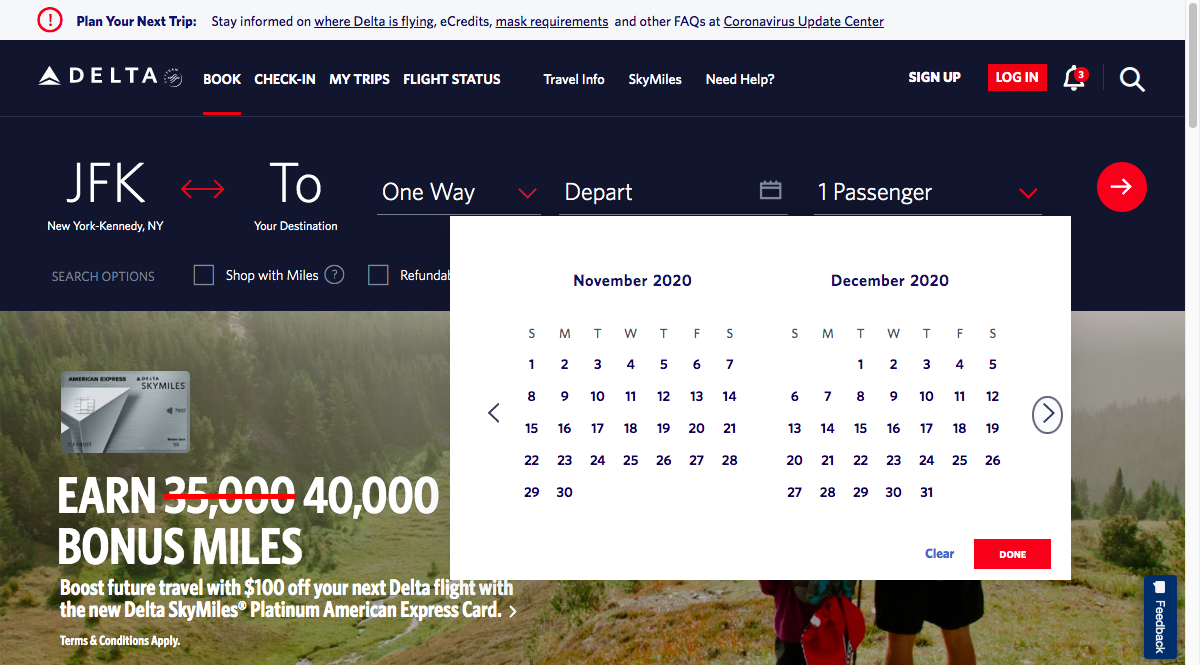 Plan Your Next Trip: Stay informed on where Delta is flying, eCredits, mask requirements and other FAQs at Coronavirus Update Center
DELTA BOOK CHECK-IN MY TRIPS FLIGHT STATUS Travel Info SkyMiles Need Help? SIGN UP LOG IN 3
JFK To One Way Depart 1 Passenger
New York-Kennedy, NY Your Destination
SEARCH OPTIONS Shop with Miles ?
November 2020 December 2020
S M T W T F S S M T W T F S
1 2 3 4 5 6 7 1 2 3 4 5
8 9 10 11 12 13 14 6 7 8 9 10 11 12
15 16 17 18 19 20 21 13 14 15 16 17 18 19
22 23 24 25 26 27 28 20 21 22 23 24 25 26
29 30 27 28 29 30 31
Clear DONE
AMERICAN EXPRESS DELTA
SKYMILES
EARN 35,000 40,000
BONUS MILES
Boost future travel with $100 off your next Delta flight with
the new Delta SkyMiles® Platinum American Express Card.
Terms & Conditions Apply.
Feedback